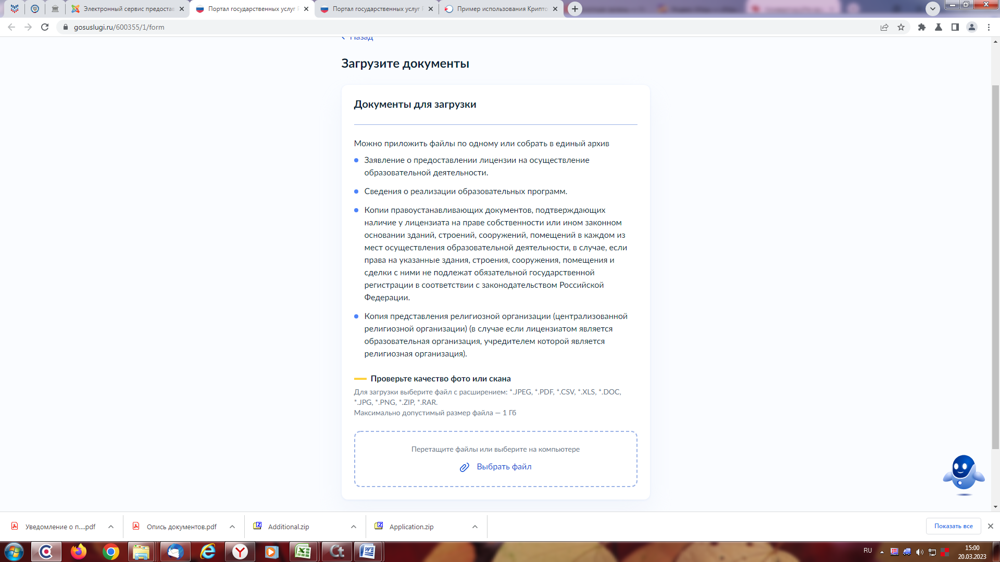 Электронный сервис предостав
Портал государственных услуг Р
Портал государственных услуг Р
Пример использования Крипто
gosuslugi.ru/600355/1/form
Назад
Загрузите документы
Документы для загрузки
Можно приложить файлы по одному или собрать в единый архив
Заявление о предоставлении лицензии на осуществление
образовательной деятельности.
Сведения о реализации образовательных программ.
Копии правоустанавливающих документов, подтверждающих
наличие у лицензиата на праве собственности или ином законном
основании зданий, строений, сооружений, помещений в каждом из
мест осуществления образовательной деятельности, в случае, если
права на указанные здания, строения, сооружения, помещения и
сделки с ними не подлежат обязательной государственной
регистрации в соответствии с законодательством Российской
Федерации.
Копия представления религиозной организации (централизованной
религиозной организации) (в случае если лицензиатом является
образовательная организация, учредителем которой является
религиозная организация).
Проверьте качество фото или скана
Для загрузки выберите файл с расширением: *.JPEG, *.PDF, *.CSV, *.XLS, *.DOC,
*.JPG, *.PNG, *.ZIP, *.RAR.
Максимально допустимый размер файла — 1 Гб
Перетащите файлы или выберите на компьютере
Выбрать файл
Уведомление о п....pdf
Опись документов.pdf
Additional.zip
Application.zip
Показать все
RU
15:00
20.03.2023